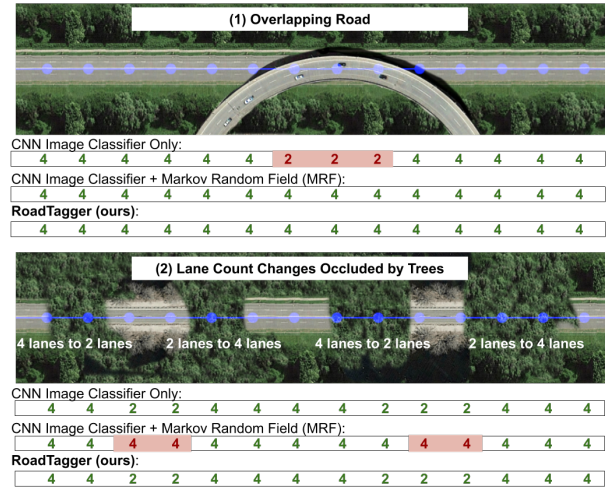 (1) Overlapping Road
CNN Image Classifier Only:
4 4 4 4 4 4 2 2 2 4 4 4 4 4
CNN Image Classifier + Markov Random Field (MRF):
4 4 4 4 4 4 4 4 4 4 4 4 4 4
RoadTagger (ours):
4 4 4 4 4 4 4 4 4 4 4 4 4 4
(2) Lane Count Changes Occluded by Trees
4 lanes to 2 lanes 2 lanes to 4 lanes 4 lanes to 2 lanes 2 lanes to 4 lanes
CNN Image Classifier Only:
4 4 2 2 4 4 4 4 2 2 2 4 4 4
CNN Image Classifier + Markov Random Field (MRF):
4 4 4 4 4 4 4 4 4 4 4 4 4 4
RoadTagger (ours):
4 4 2 2 4 4 4 4 2 2 2 4 4 4